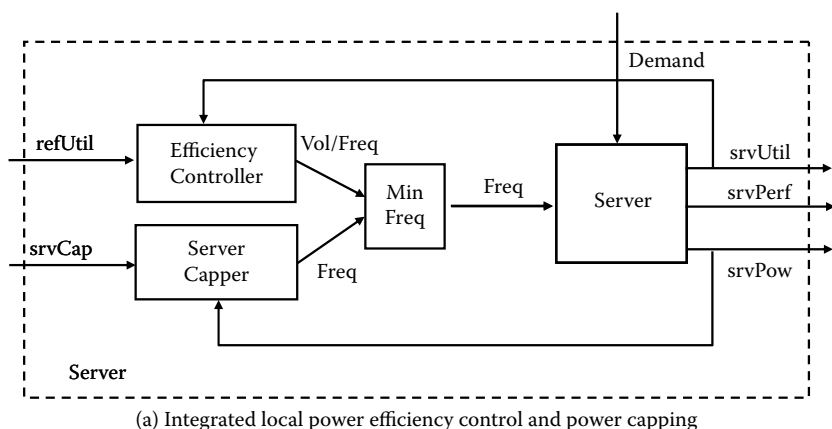 Demand
refUtil
Efficiency
Controller
Vol/Freq
srvUtil
Min
Freq
Freq
Server
srvPerf
srvCap
Server
Capper
Freq
srvPow
Server
(a) Integrated local power efficiency control and power capping